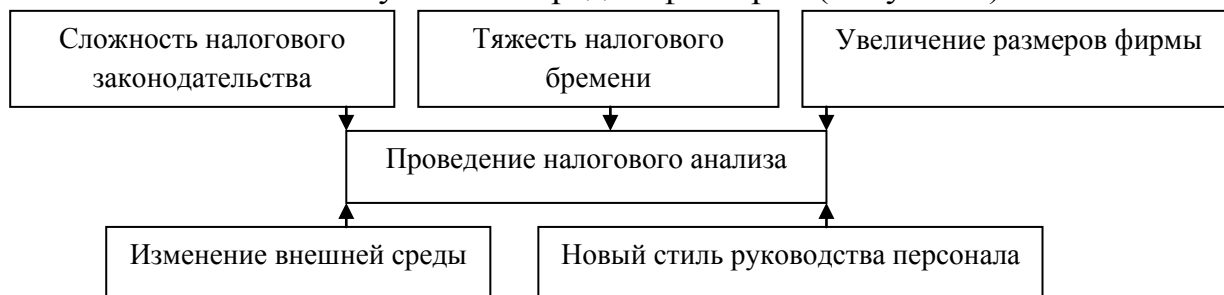 Сложность налогового
законодательства
Тяжесть налогового
бремени
Увеличение размеров фирмы
Проведение налогового анализа
Изменение внешней среды
Новый стиль руководства персонала